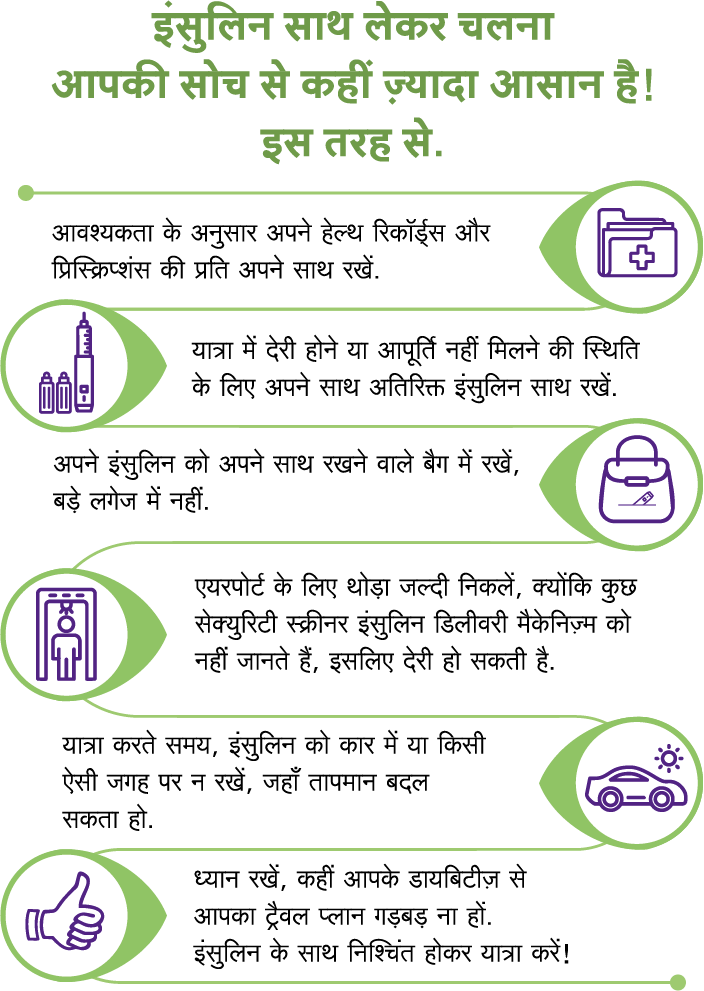 इंसुलिन साथ लेकर चलना
आपकी सोच से कहीं ज़्यादा आसान है!
इस तरह से.
आवश्यकता के अनुसार अपने हेल्थ रिकॉर्ड्स और
प्रिस्क्रिप्शंस की प्रति अपने साथ रखें.
यात्रा में देरी होने या आपूर्ति नहीं मिलने की स्थिति
के लिए अपने साथ अतिरिक्त इंसुलिन साथ रखें.
अपने इंसुलिन को अपने साथ रखने वाले बैग में रखें,
बड़े लगेज में नहीं.
एयरपोर्ट के लिए थोड़ा जल्दी निकलें, क्योंकि कुछ
सेक्युरिटी स्क्रीनर इंसुलिन डिलीवरी मैकेनिज़्म को
नहीं जानते हैं, इसलिए देरी हो सकती है.
यात्रा करते समय, इंसुलिन को कार में या किसी
ऐसी जगह पर न रखें, जहाँ तापमान बदल
सकता हो.
ध्यान रखें, कहीं आपके डायबिटीज़ से
आपका ट्रैवल प्लान गड़बड़ ना हों.
इंसुलिन के साथ निश्चिंत होकर यात्रा करें!